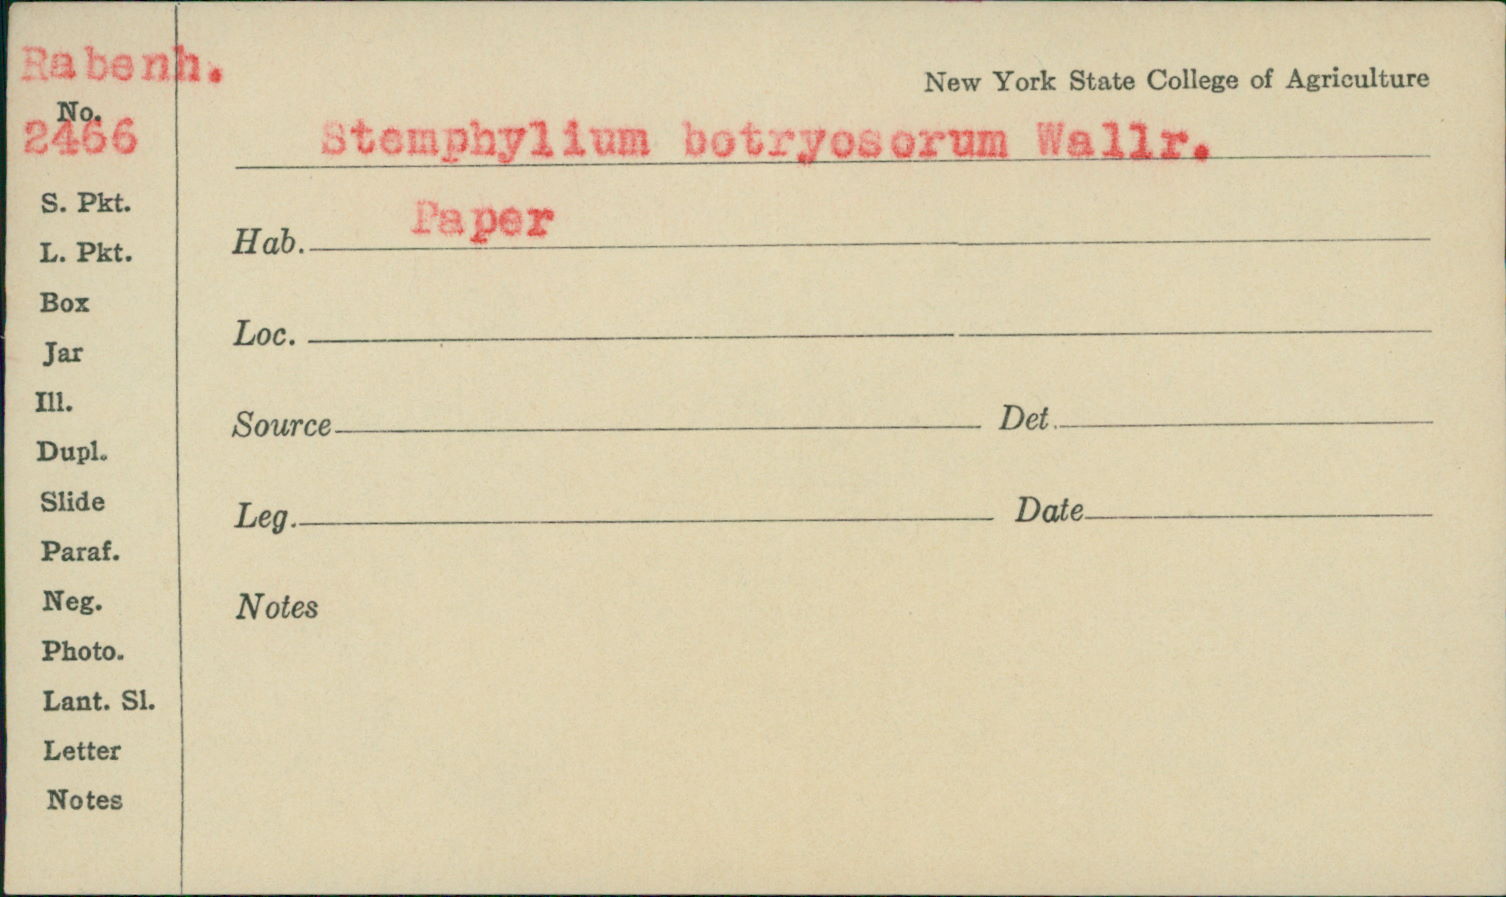 Rabenh.
New York State College of Agriculture
No.
2466
Stemphylium botryosorum Wallr.
S. Pkt.
Hab. Paper
L. Pkt.
Box
Loc.
Jar
Ill.
Source Det.
Dupl.
Slide
Leg. Date
Paraf.
Neg.
Notes
Photo.
Lant. Sl.
Letter
Notes